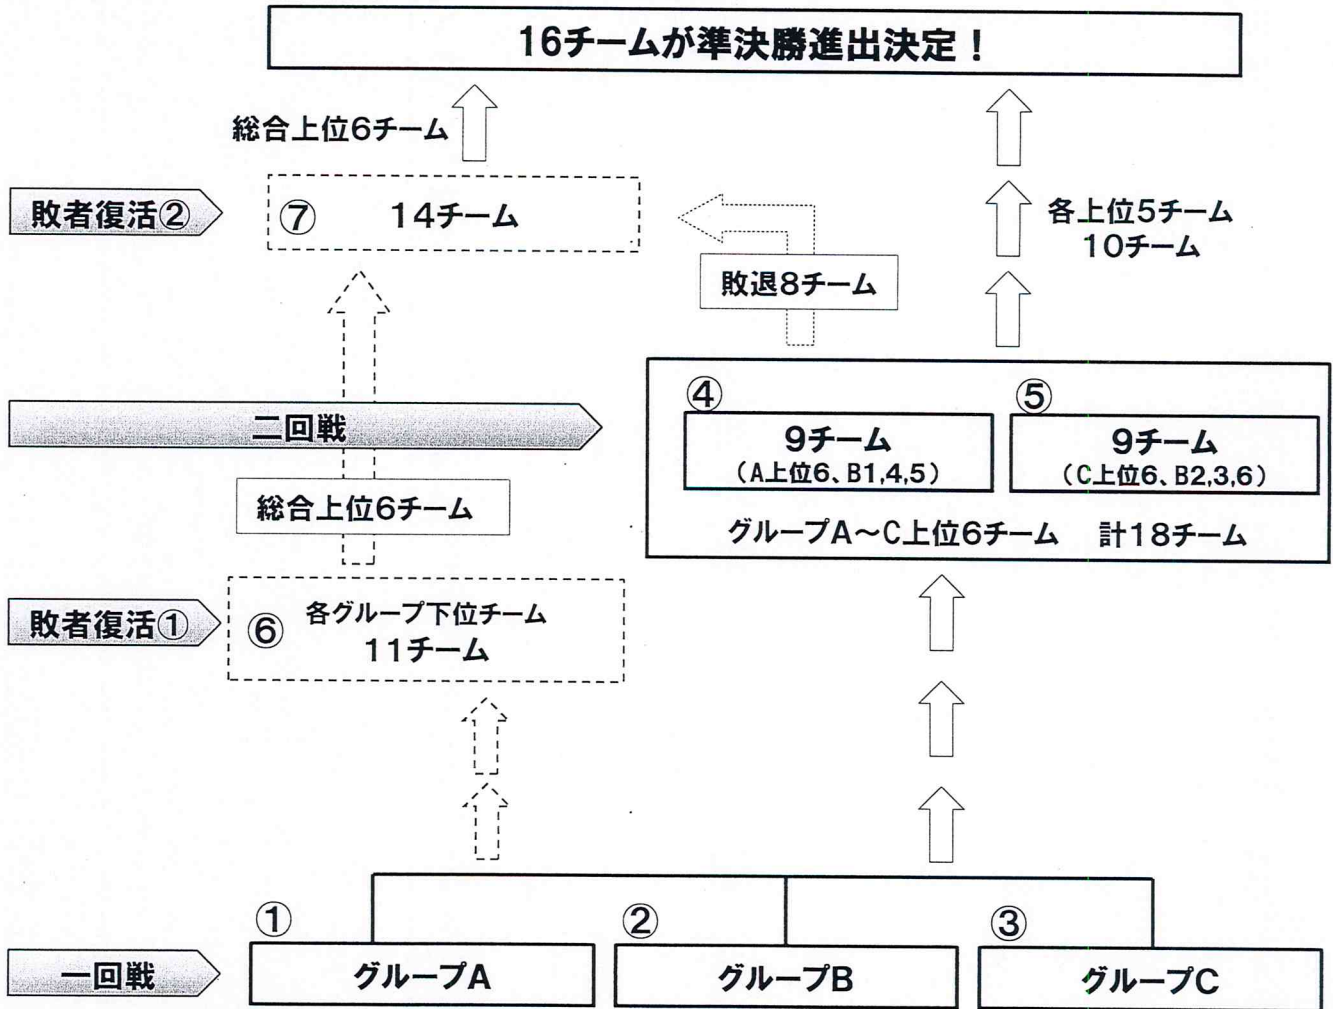 16チームが準決勝進出決定！
総合上位6チーム
敗者復活②
⑦ 14チーム
各上位5チーム
10チーム
敗退8チーム
二回戦
④
9チーム
（A上位6、B1,4,5）
⑤
9チーム
（C上位6、B2,3,6）
グループA～C上位6チーム 計18チーム
総合上位6チーム
敗者復活①
⑥ 各グループ下位チーム
11チーム
一回戦
①
グループA
②
グループB
③
グループC